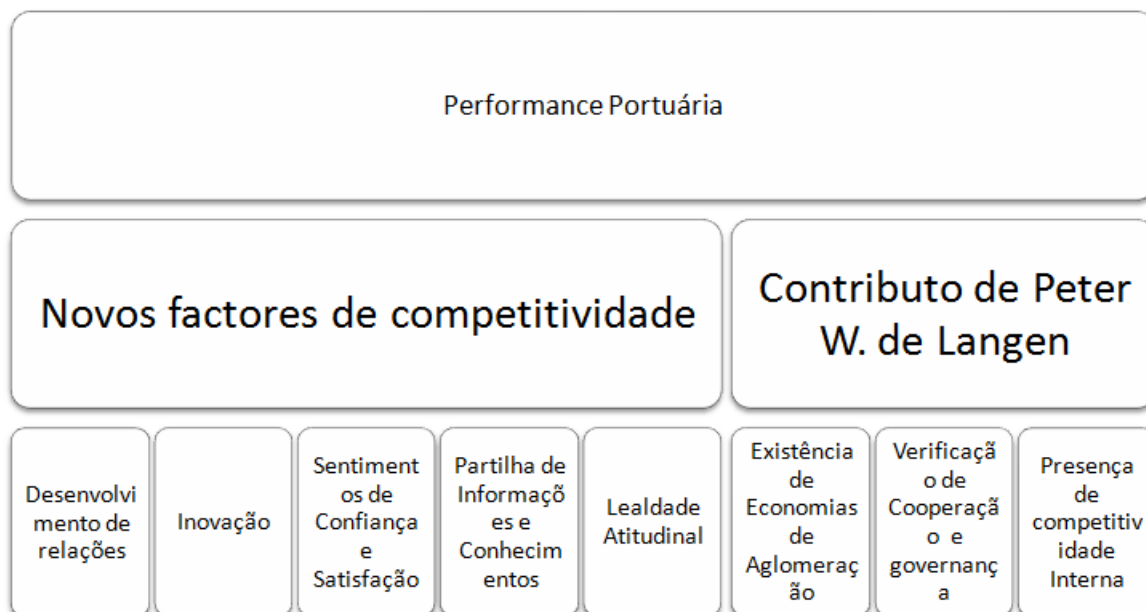 Performance Portuária
Novos factores de competitividade
Contributo de Peter
W. de Langen
Desenvolvi
mento de
relações
Inovação
Sentiment
os de
Confiança
e
Satisfação
Partilha de
Informaçõ
es e
Conhecim
entos
Lealdade
Atitudinal
Existência
de
Economias
de
Aglomeraç
ão
Verificaçã
o de
Cooperaçã
o e
governanç
a
Presença
de
competitiv
idade
Interna